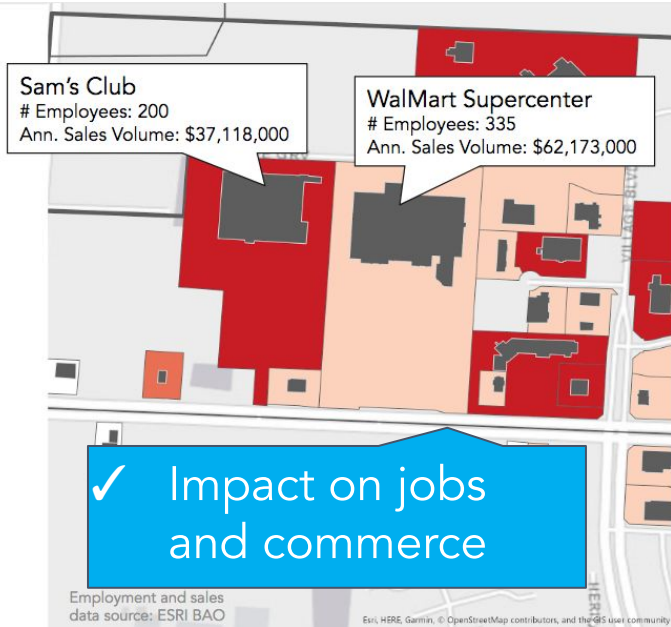 Sam's Club
# Employees: 200
Ann. Sales Volume: $37,118,000
WalMart Supercenter
# Employees: 335
Ann. Sales Volume: $62,173,000
VILLAGE BLVD
✓ Impact on jobs
and commerce
Employment and sales
data source: ESRI BAO
Esri, HERE, Garmin, © OpenStreetMap contributors, and the GIS user community